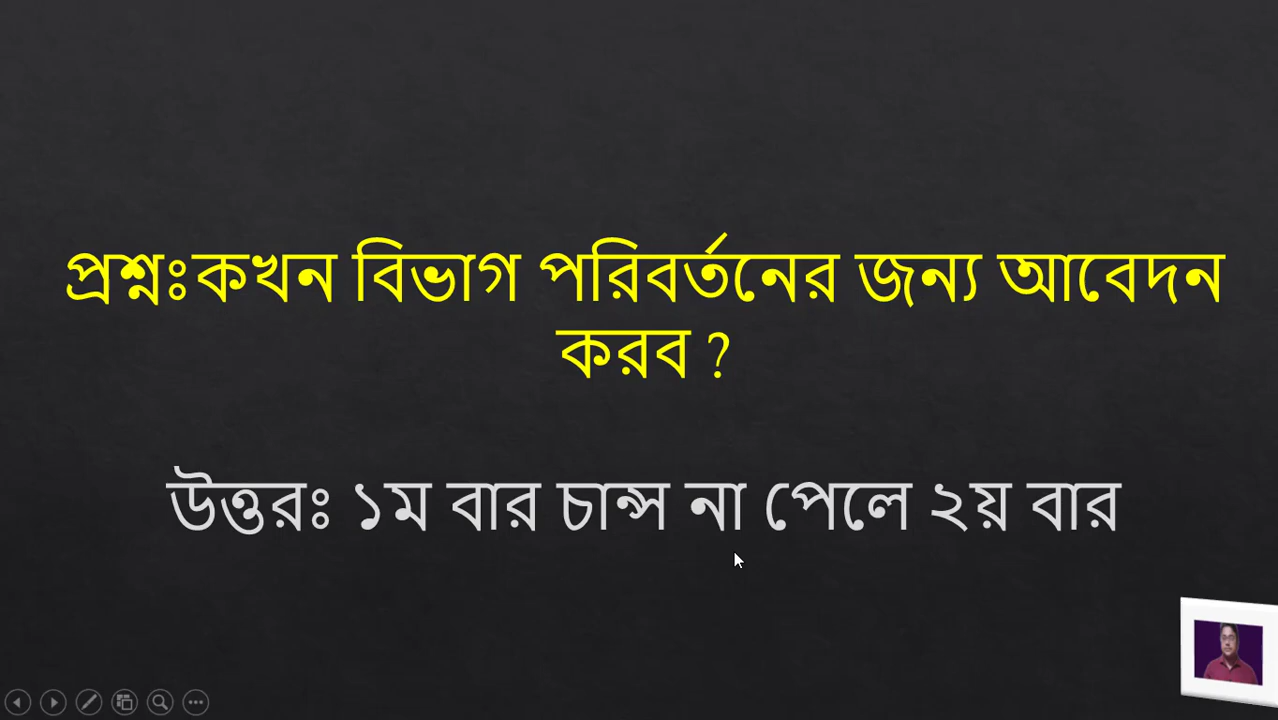 প্রশ্নঃকখন বিভাগ পরিবর্তনের জন্য আবেদন
করব ?
উত্তরঃ ১ম বার চান্স না পেলে ২য় বার